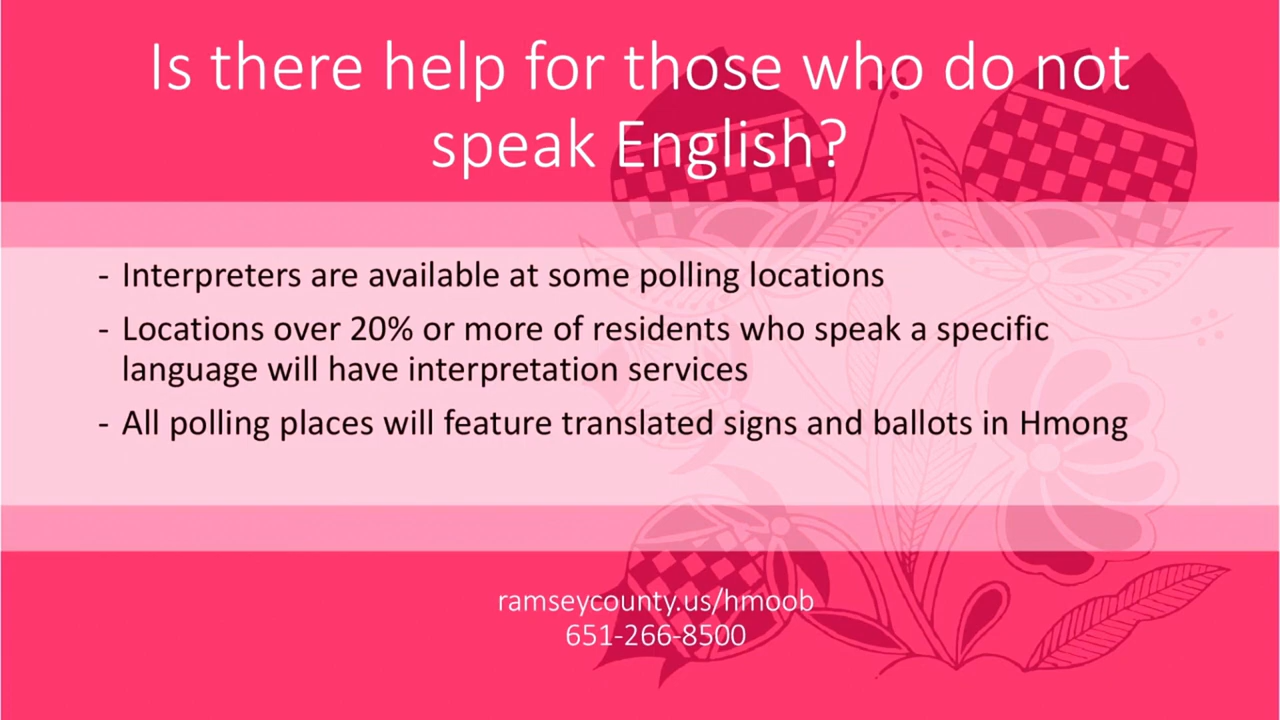 Is there help for those who do not
speak English?
- Interpreters are available at some polling locations
- Locations over 20% or more of residents who speak a specific
language will have interpretation services
- All polling places will feature translated signs and ballots in Hmong
ramseycounty.us/hmoob
651-266-8500